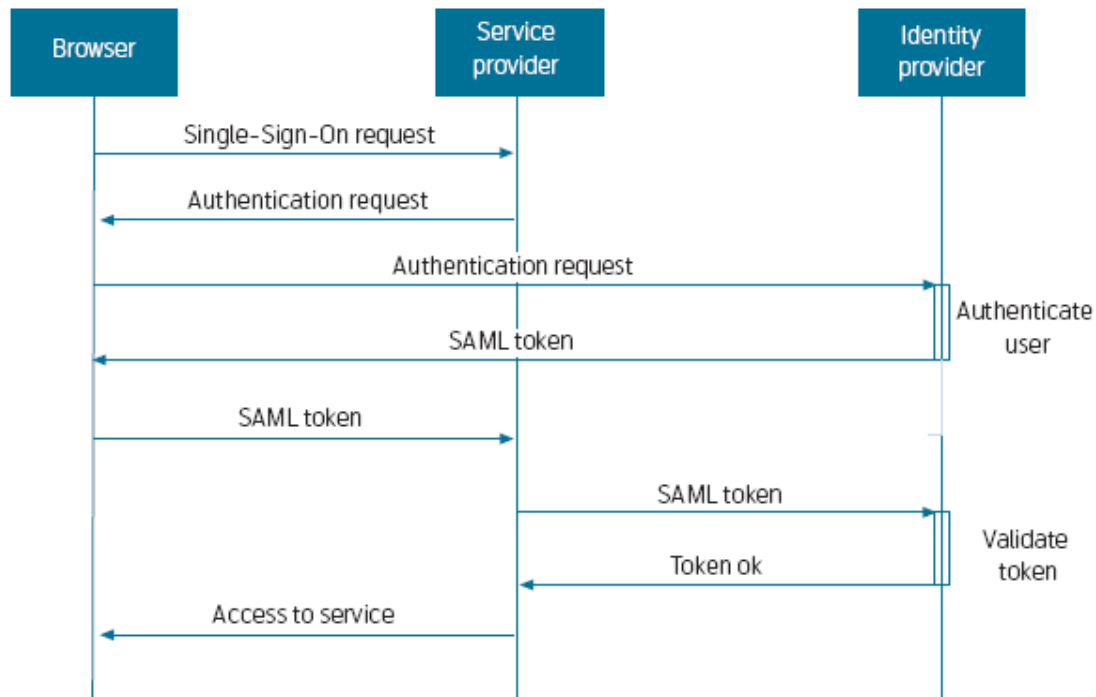 Browser
Service
provider
Identity
provider
Single-Sign-On request
Authentication request
Authentication request
Authenticate
user
SAML token
SAML token
SAML token
Validate
token
Token ok
Access to service